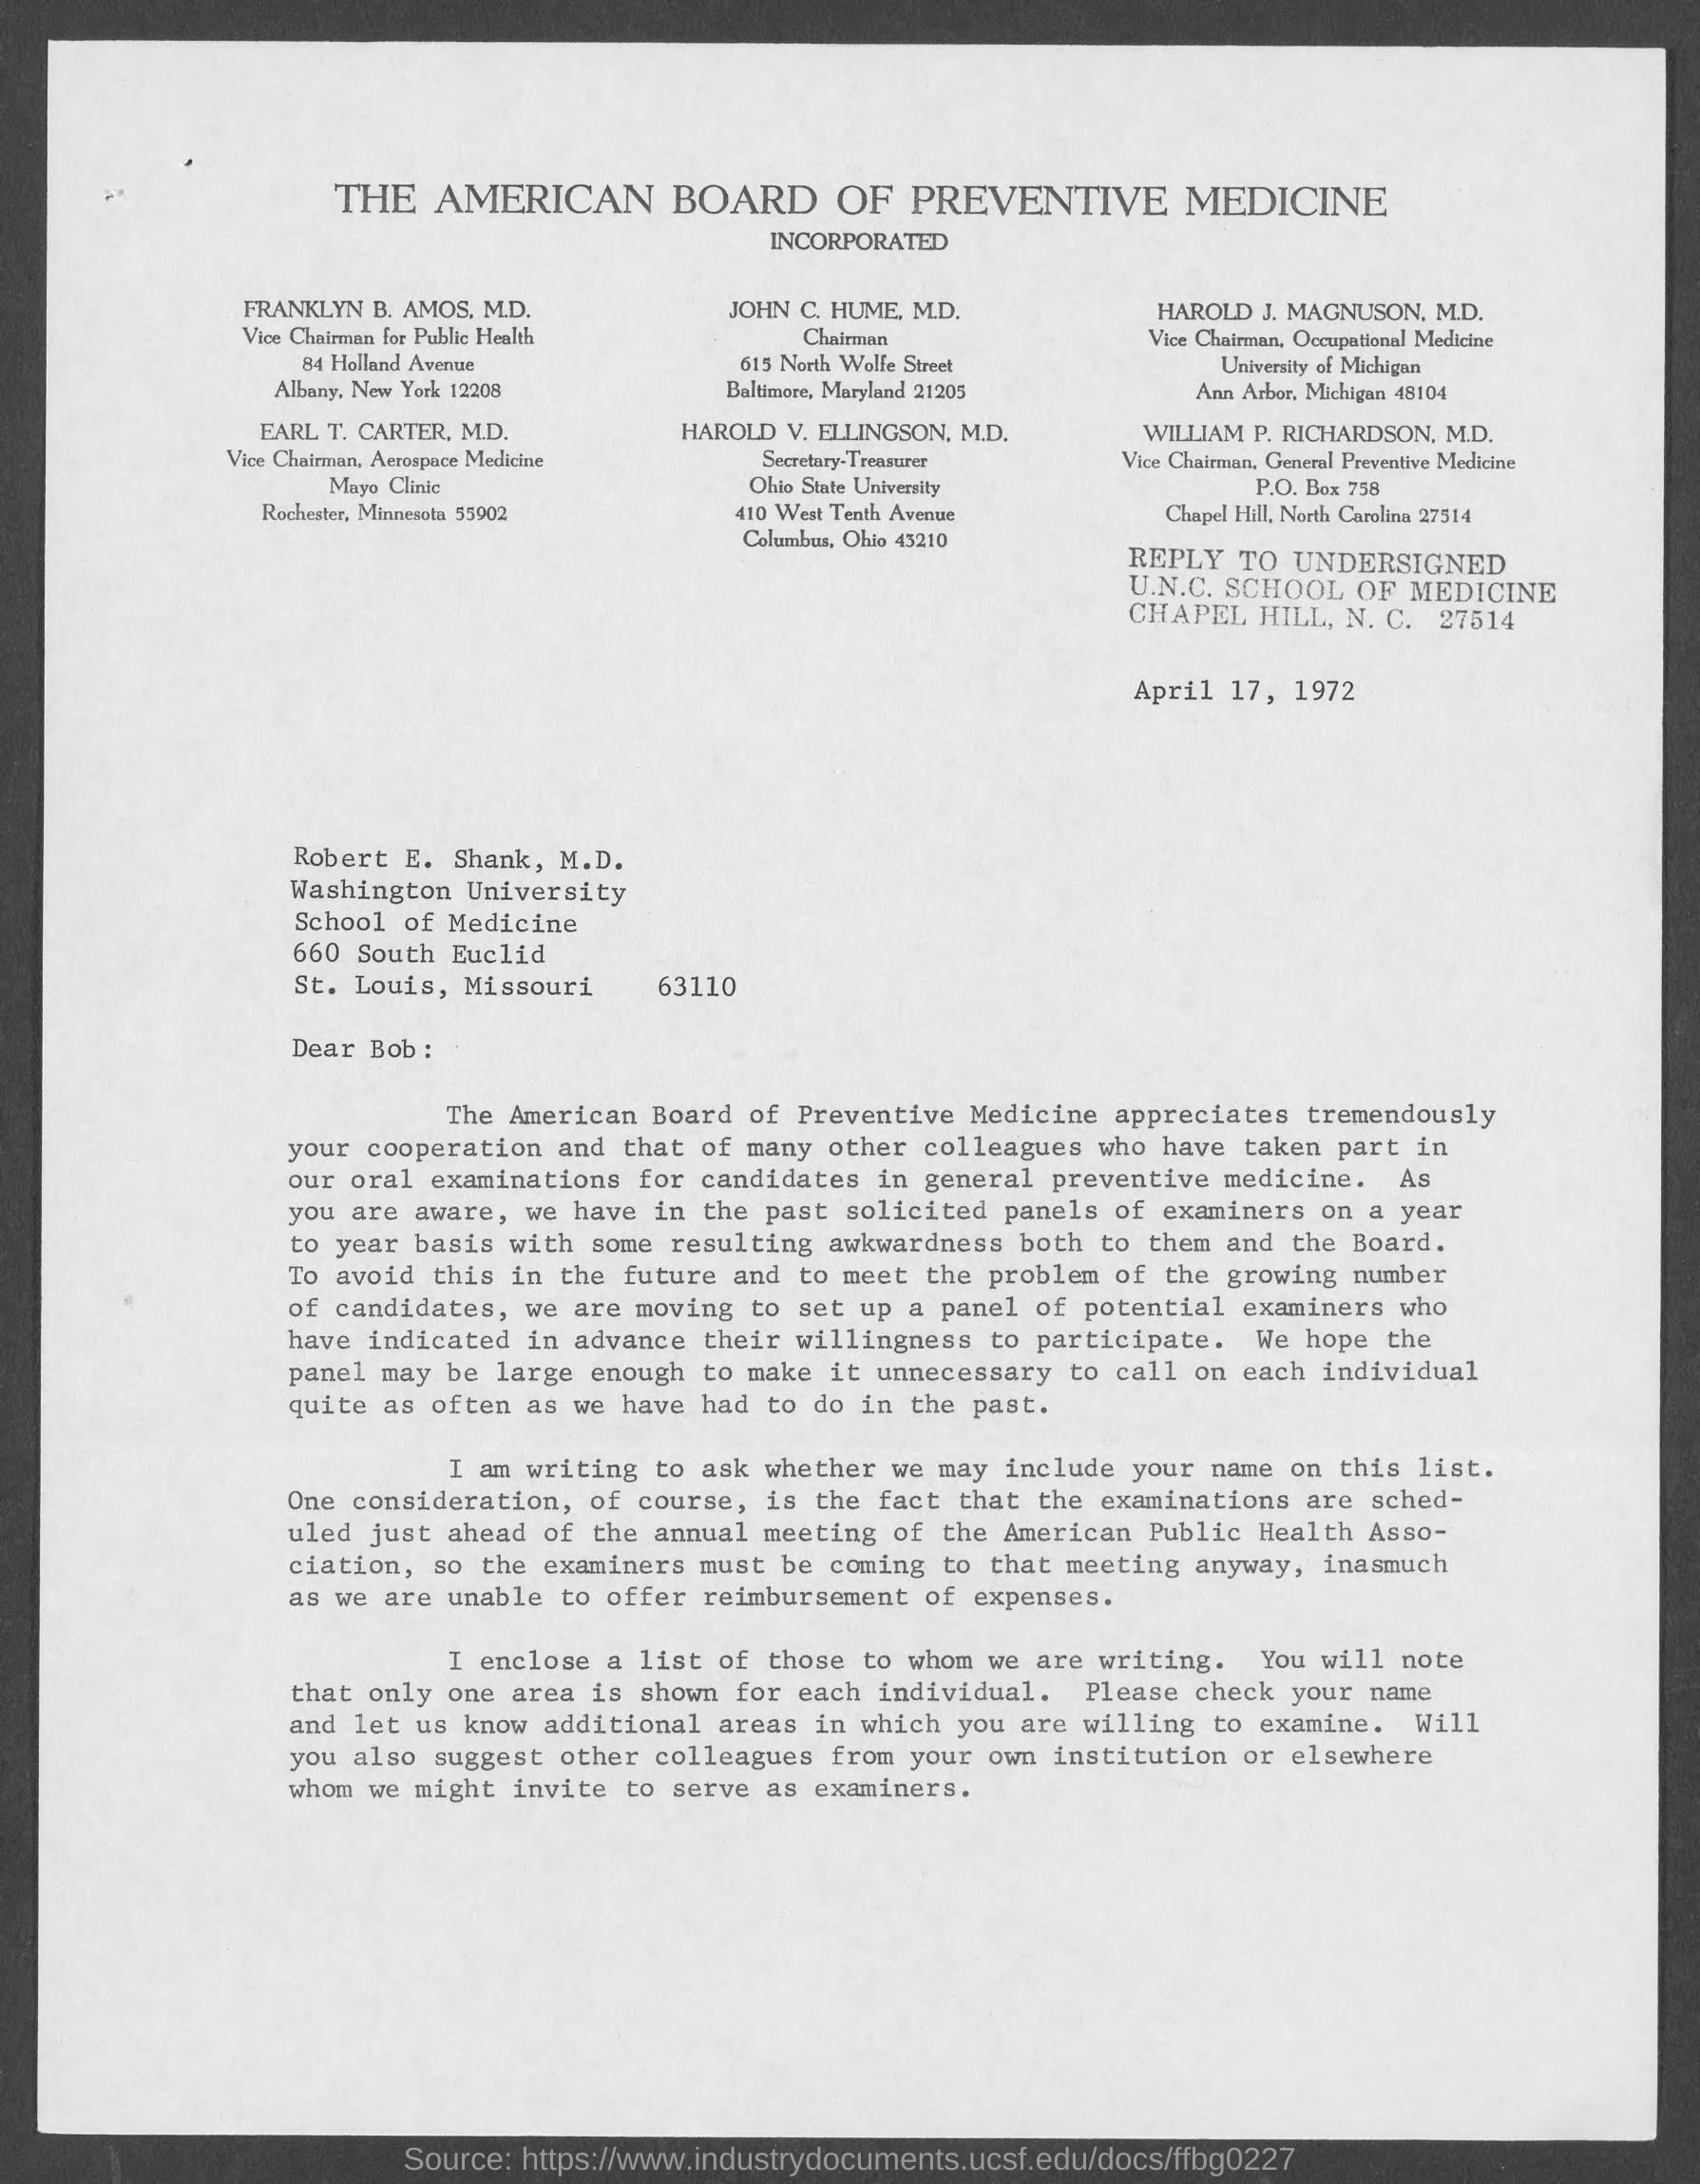 THE AMERICAN BOARD OF PREVENTIVE MEDICINE
INCORPORATED
FRANKLYN B. AMOS, M.D.
Vice Chairman for Public Health
84 Holland Avenue
Albany, New York 12208
JOHN C. HUME, M.D.
Chairman
615 North Wolfe Street
Baltimore, Maryland 21205
HAROLD J. MAGNUSON, M.D.
Vice Chairman, Occupational Medicine
University of Michigan
Ann Arbor, Michigan 48104
EARL T. CARTER, M.D.
Vice Chairman, Aerospace Medicine
Mayo Clinic
Rochester, Minnesota 55902
HAROLD V. ELLINGSON, M.D.
Secretary-Treasurer
Ohio State University
410 West Tenth Avenue
Columbus, Ohio 43210
WILLIAM P. RICHARDSON, M.D.
Vice Chairman, General Preventive Medicine
P.O. Box 758
Chapel Hill, North Carolina 27514
REPLY TO UNDERSIGNED
U.N.C. SCHOOL OF MEDICINE
CHAPEL HILL, N. C. 27514
April 17, 1972
Robert E. Shank, M.D.
Washington University
School of Medicine
660 South Euclid
St. Louis, Missouri 63110
Dear Bob:
The American Board of Preventive Medicine appreciates tremendously
your cooperation and that of many other colleagues who have taken part in
our oral examinations for candidates in general preventive medicine. As
you are aware, we have in the past solicited panels of examiners on a year
to year basis with some resulting awkwardness both to them and the Board.
To avoid this in the future and to meet the problem of the growing number
of candidates, we are moving to set up a panel of potential examiners who
have indicated in advance their willingness to participate. We hope the
panel may be large enough to make it unnecessary to call on each individual
quite as often as we have had to do in the past.
I am writing to ask whether we may include your name on this list.
One consideration, of course, is the fact that the examinations are sched-
uled just ahead of the annual meeting of the American Public Health Asso-
ciation, so the examiners must be coming to that meeting anyway, inasmuch
as we are unable to offer reimbursement of expenses.
I enclose a list of those to whom we are writing. You will note
that only one area is shown for each individual. Please check your name
and let us know additional areas in which you are willing to examine. Will
you also suggest other colleagues from your own institution or elsewhere
whom we might invite to serve as examiners.
Source: https://www.industrydocuments.ucsf.edu/docs/ffbg0227